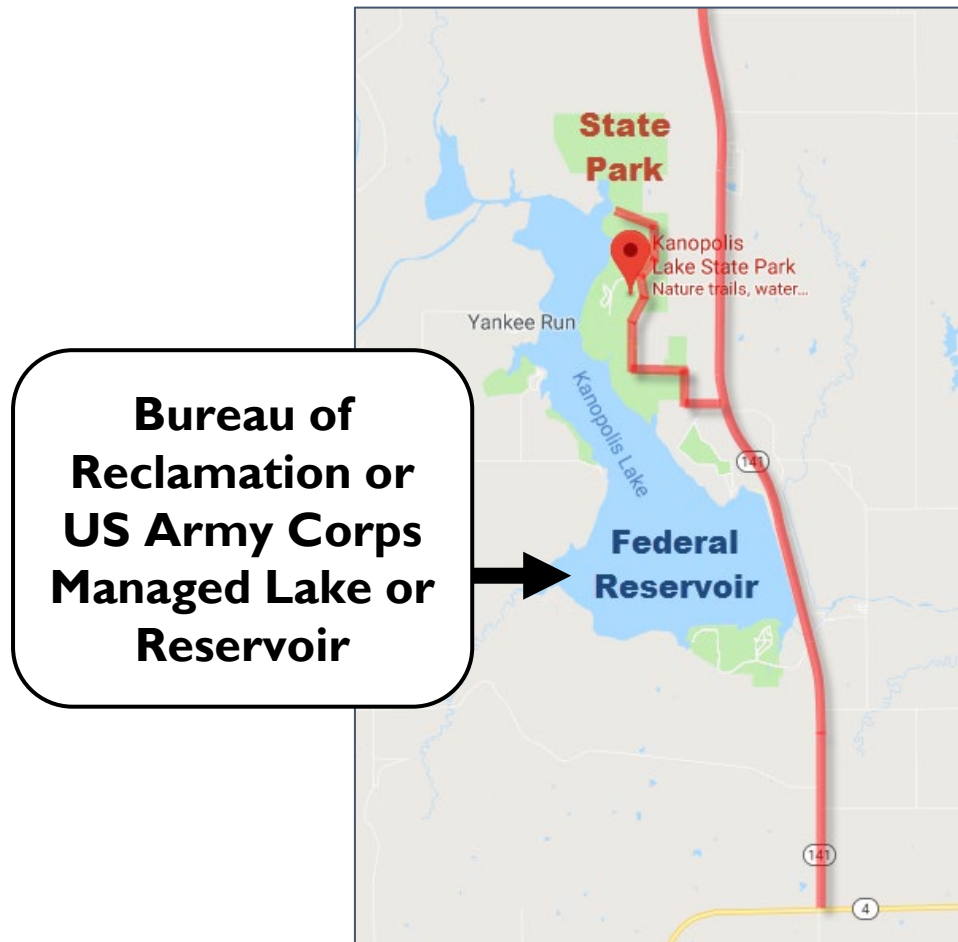 State
Park
Kanopolis
Lake State Park
Nature trails, water...
Yankee Run
Kanopolis Lake
Bureau of
Reclamation or
US Army Corps
Managed Lake or
Reservoir
141
Federal
Reservoir
141
4